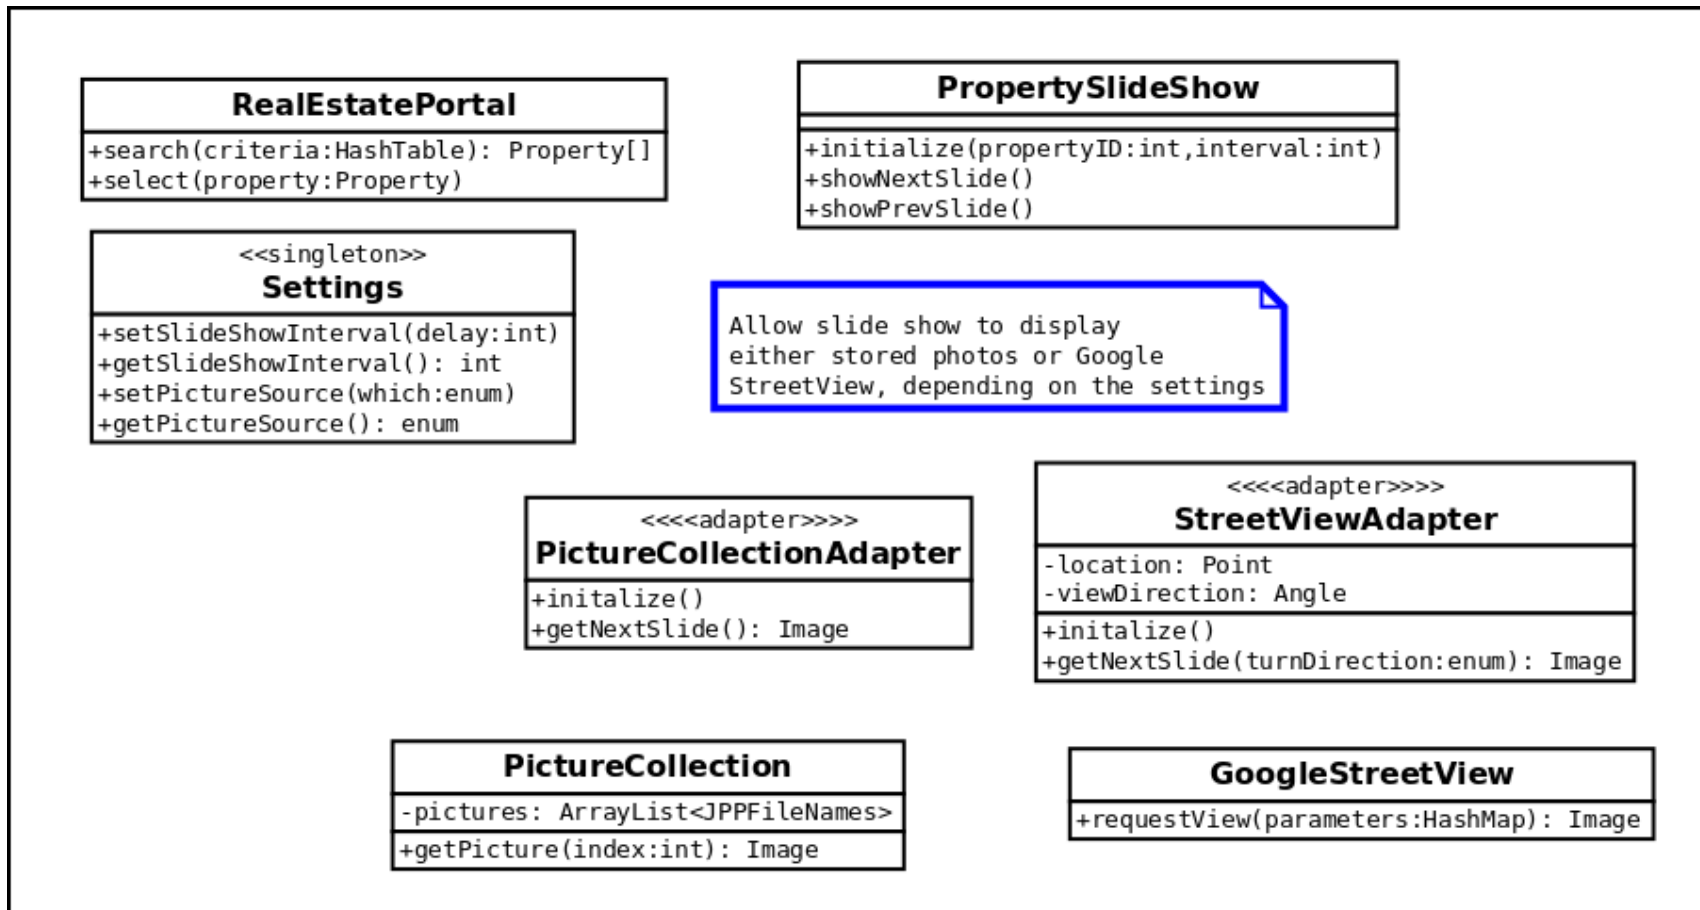 RealEstatePortal
+search(criteria:HashTable): Property[]
+select(property:Property)
PropertySlideShow
+initialize(propertyID:int,interval:int)
+showNextSlide()
+showPrevSlide()
<<singleton>>
Settings
+setSlideShowInterval(delay:int)
+getSlideShowInterval(): int
+setPictureSource(which:enum)
+getPictureSource(): enum
Allow slide show to display
either stored photos or Google
StreetView, depending on the settings
<<<<adapter>>>>
PictureCollectionAdapter
+initalize()
+getNextSlide(): Image
<<<<adapter>>>>
StreetViewAdapter
-location: Point
-viewDirection: Angle
+initalize()
+getNextSlide(turnDirection:enum): Image
PictureCollection
-pictures: ArrayList<JPPFileNames>
+getPicture(index:int): Image
GoogleStreetView
+requestView(parameters:HashMap): Image